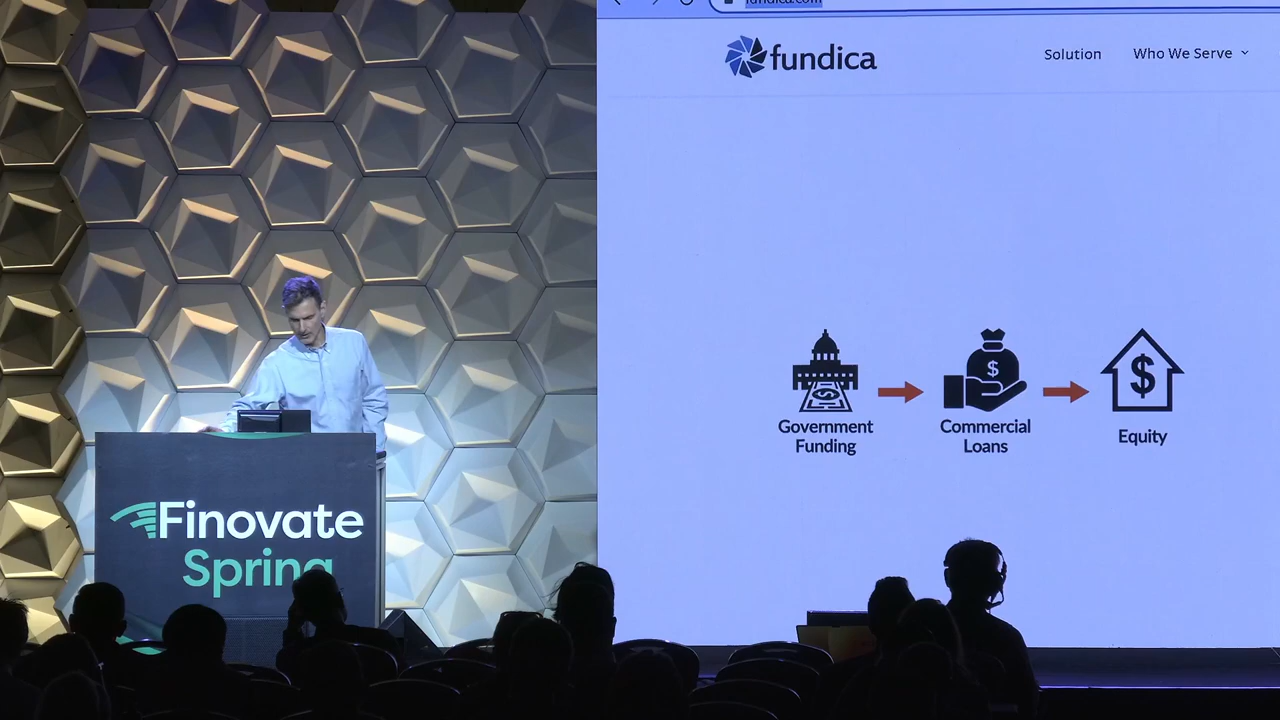 fundica.com
fundica
Solution
Who We Serve
$
$
Government
Funding
Commercial
Loans
Equity
Finovate
Spring